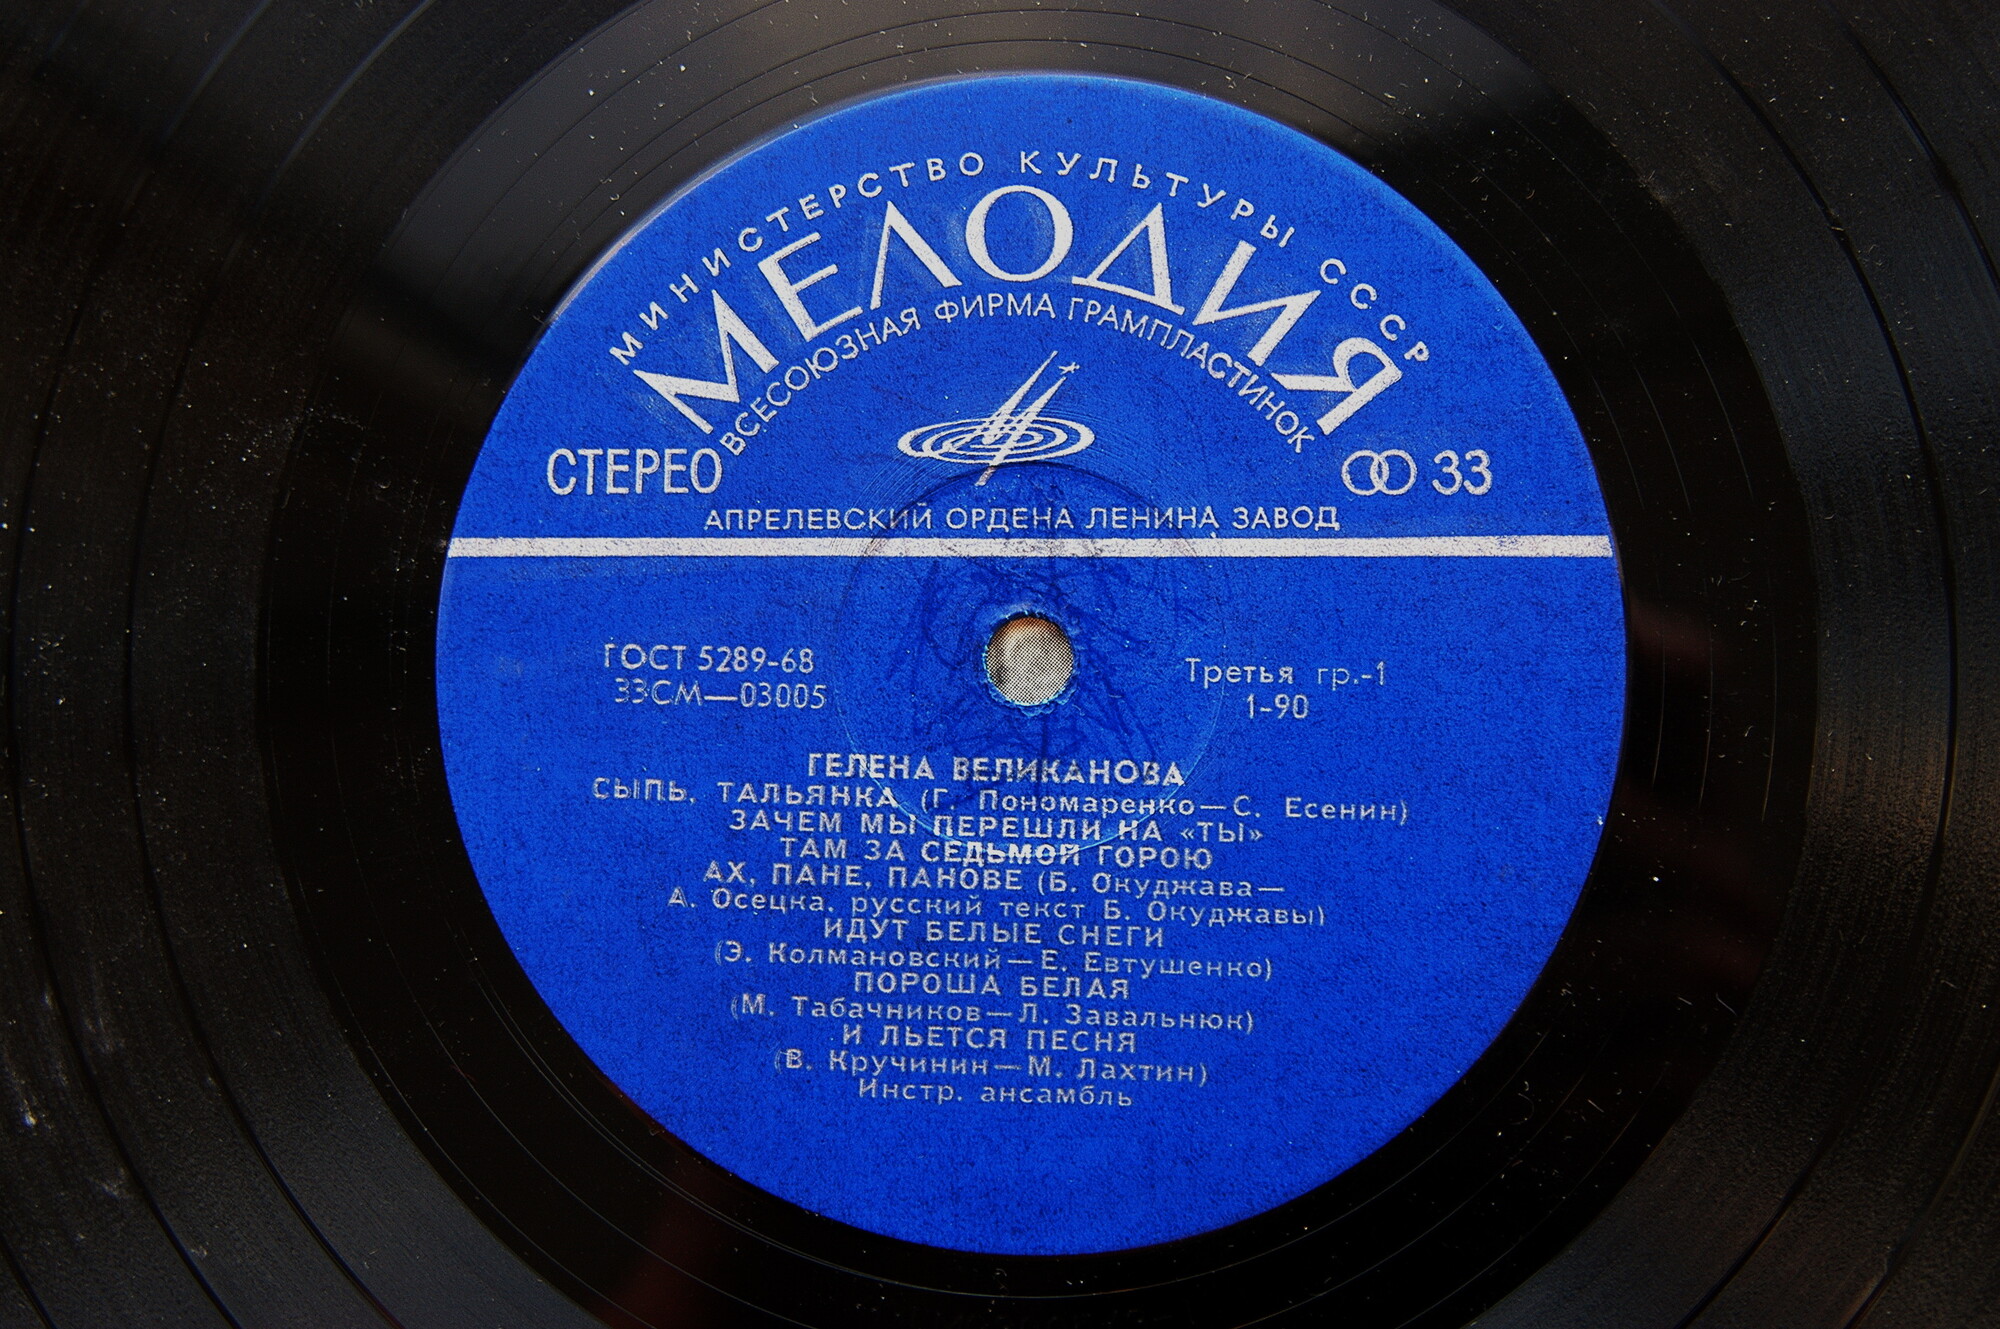 МИНИСТЕРСТВО КУЛЬТУРЫ СССР
МЕЛОДИЯ
ВСЕСОЮЗНАЯ ФИРМА ГРАМПЛАСТИНОК
СТЕРЕО 33
АПРЕЛЕВСКИЙ ОРДЕНА ЛЕНИНА ЗАВОД
ГОСТ 5289-68
33СМ—03005
Третья гр.-1
1-90
ГЕЛЕНА ВЕЛИКАНОВА
СЫПЬ, ТАЛЬЯНКА (Г. Пономаренко—С. Есенин)
ЗАЧЕМ МЫ ПЕРЕШЛИ НА «ТЫ»
ТАМ ЗА СЕДЬМОЙ ГОРОЮ
АХ, ПАНЕ, ПАНОВЕ (Б. Окуджава—
А. Осецка, русский текст Б. Окуджавы)
ИДУТ БЕЛЫЕ СНЕГИ
(Э. Колмановский—Е. Евтушенко)
ПОРОША БЕЛАЯ
(М. Табачников—Л. Завальнюк)
И ЛЬЕТСЯ ПЕСНЯ
(В. Кручинин—М. Лахтин)
Инстр. ансамбль